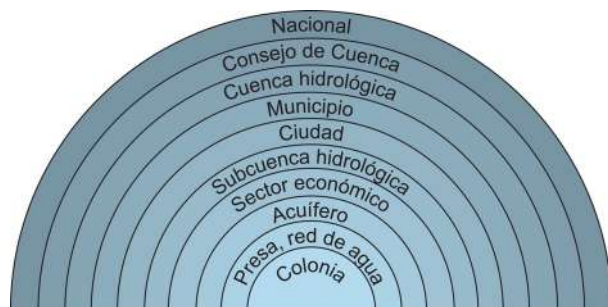 Nacional
Consejo de Cuenca
Cuenca hidrológica
Municipio
Ciudad
Subcuenca hidrológica
Sector económico
Acuífero
Presa, red de agua
Colonia